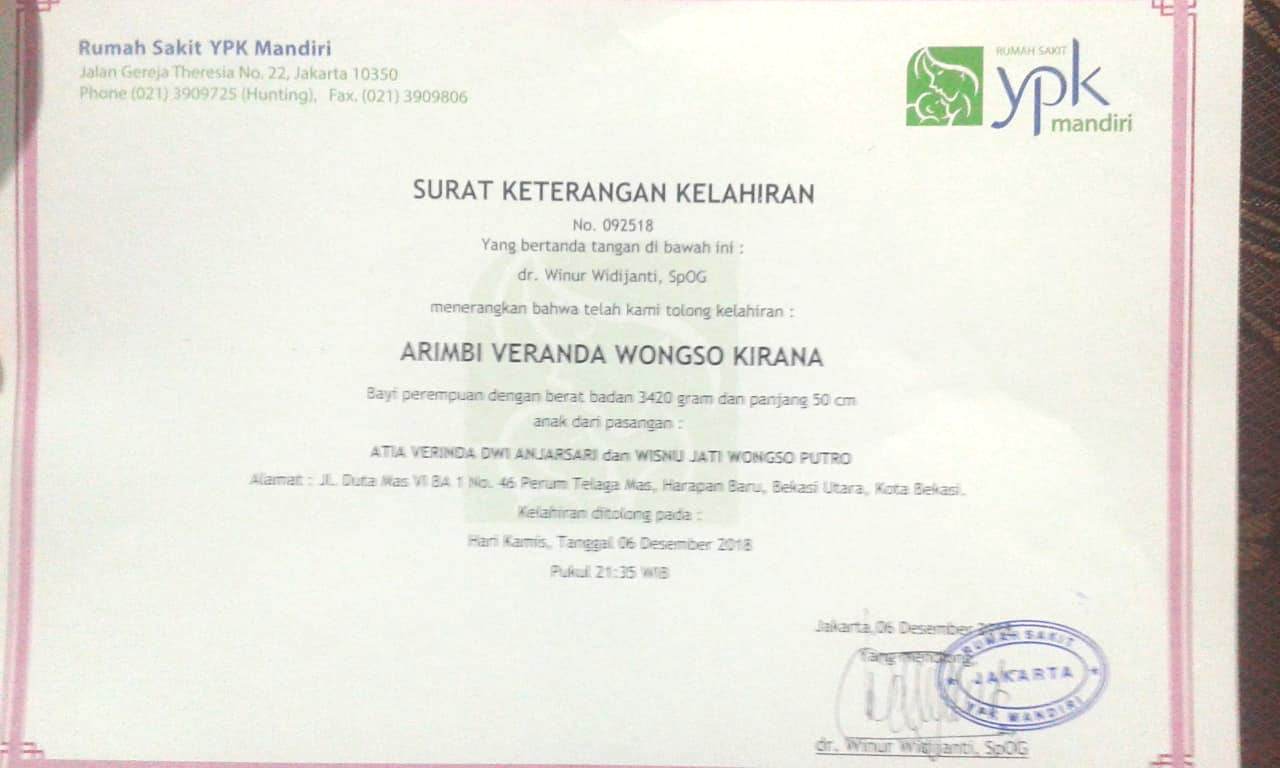 Rumah Sakit YPK Mandiri
Jalan Gereja Theresia No. 22, Jakarta 10350
Phone (021) 3909725 (Hunting), Fax. (021) 3909806
RUMAH SAKIT
ypk
mandiri
SURAT KETERANGAN KELAHIRAN
No. 092518
Yang bertanda tangan di bawah ini :
dr. Winur Widijanti, SpOG
menerangkan bahwa telah kami tolong kelahiran :
ARIMBI VERANDA WONGSO KIRANA
Bayi perempuan dengan berat badan 3420 gram dan panjang 50 cm
anak dari pasangan :
ATIA VERINDA DWI ANJARSARI dan WISNU JATI WONGSO PUTRO
Alamat : Jl. Duta Mas VI BA 1 No. 46 Perum Telaga Mas, Harapan Baru, Bekasi Utara, Kota Bekasi.
Kelahiran ditolong pada :
Hari Kamis, Tanggal 06 Desember 2018
Pukul 21:35 WIB
Jakarta, 06 Desember
Yang Menolong,
RUMAH SAKIT
JAKARTA
YPK MANDIRI
dr. Winur Widijanti, SpOG